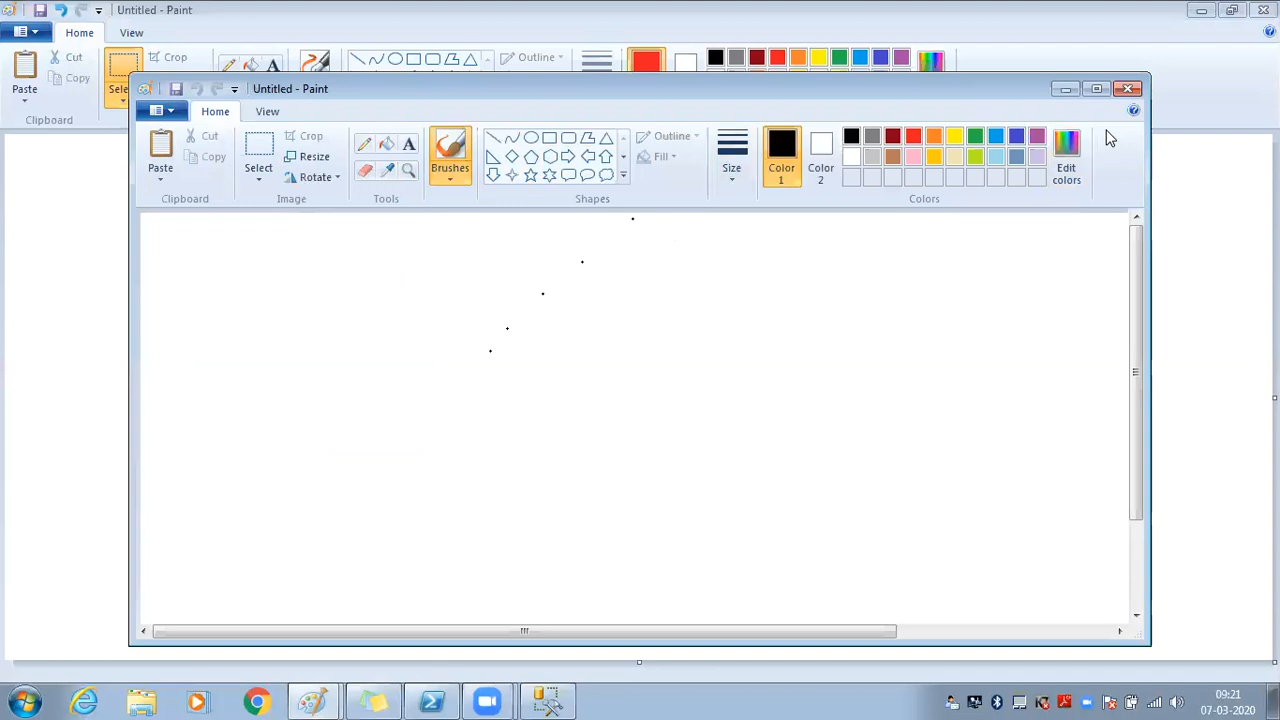 Untitled - Paint
Home View
Cut
Copy
Paste
Clipboard
Sele
Crop
A
Outline
Untitled - Paint
Home View
Paste
Cut
Copy
Clipboard
Select
Crop
Resize
Rotate
Image
A
Tools
Brushes
Outline
Fill
Shapes
Size
Color
1
Color
2
Edit
colors
Colors
09:21
07-03-2020